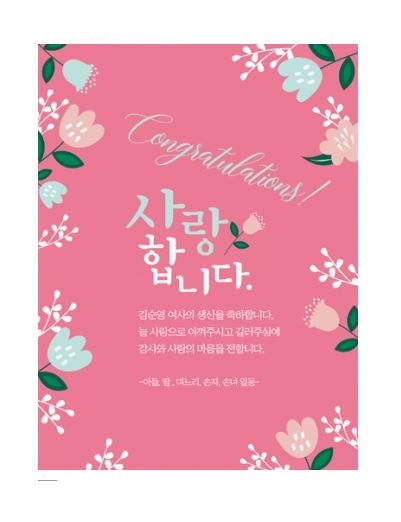 Congratulations!
사랑
합니다.
김순영 여사의 생신을 축하합니다.
늘 사랑으로 아껴주시고 길러주심에
감사와 사랑의 마음을 전합니다.
-아들, 딸, 며느리, 손자, 손녀 일동-